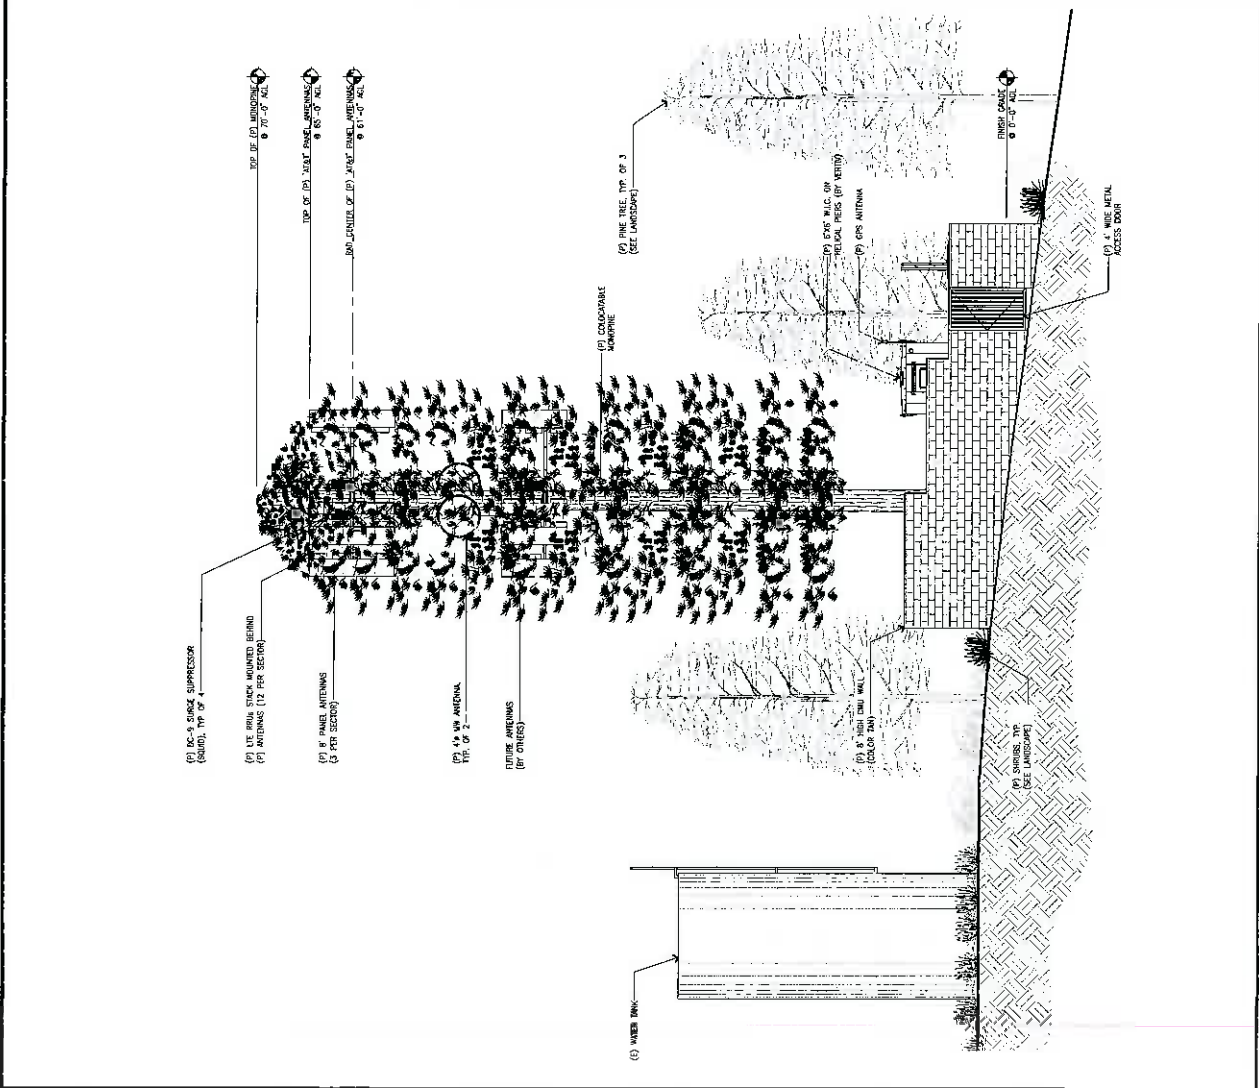 TOP OF (P) MONOPINE
@ 70'-0" AGL
TOP OF (P) "AT&T" PANEL ANTENNAS
@ 65'-0" AGL
RAD CENTER OF (P) "AT&T" PANEL ANTENNAS
@ 61'-0" AGL
(P) DC-9 SURGE SUPPRESSOR
(SQUID), TYP OF 4
(P) LTE RRUs STACK MOUNTED BEHIND
(P) ANTENNAS (12 PER SECTOR)
(P) 8' PANEL ANTENNAS
(3 PER SECTOR)
(P) 4'ø MW ANTENNA,
TYP. OF 2
FUTURE ANTENNAS
(BY OTHERS)
(P) COLOCATABLE
MONOPINE
(P) PINE TREE, TYP. OF 3
(SEE LANDSCAPE)
(E) WATER TANK
(P) 6'X6' W.I.C. ON
HELICAL PIERS (BY VERTIV)
(P) GPS ANTENNA
(P) 8' HIGH CMU WALL
(COLOR TAN)
FINISH GRADE
@ 0'-0" AGL
(P) SHRUBS, TYP.
(SEE LANDSCAPE)
(P) 4' WIDE METAL
ACCESS DOOR